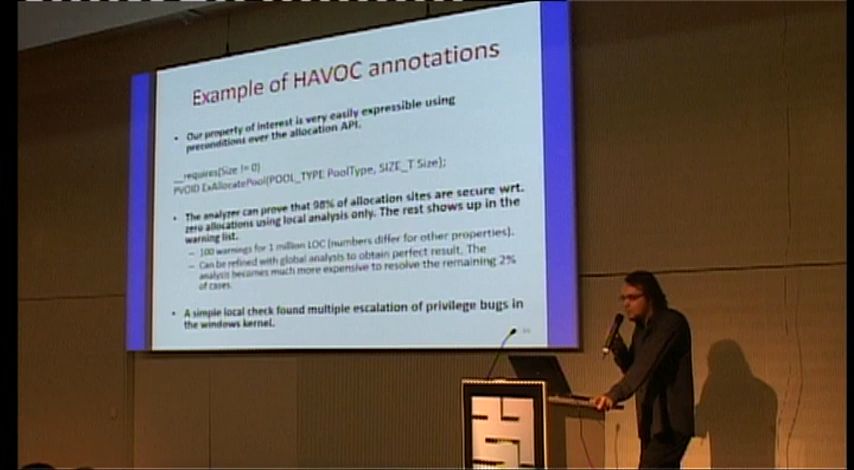 Example of HAVOC annotations
• Our property of interest is very easily expressible using
preconditions over the allocation API.
__requires(Size != 0)
PVOID ExAllocatePool(POOL_TYPE PoolType, SIZE_T Size);
• The analyzer can prove that 98% of allocation sites are secure wrt.
zero allocations using local analysis only. The rest shows up in the
warning list.
– 100 warnings for 1 million LOC (numbers differ for other properties).
– Can be refined with global analysis to obtain perfect result. The
analysis becomes much more expensive to resolve the remaining 2%
of cases.
• A simple local check found multiple escalation of privilege bugs in
the windows kernel.